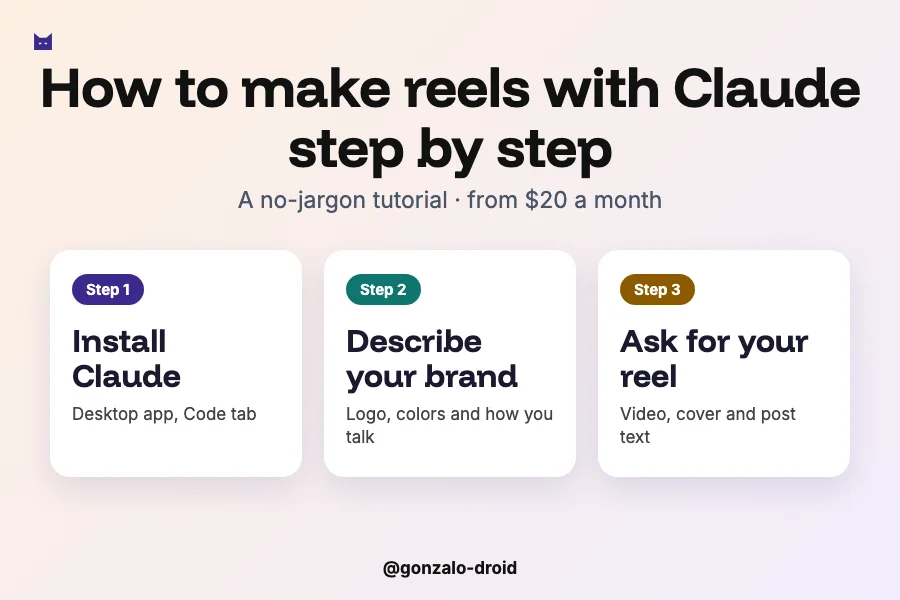 How to make reels with Claude
step by step
A no-jargon tutorial · from $20 a month
Step 1
Install
Claude
Desktop app, Code tab
Step 2
Describe
your brand
Logo, colors and how you
talk
Step 3
Ask for your
reel
Video, cover and post
text
@gonzalo-droid